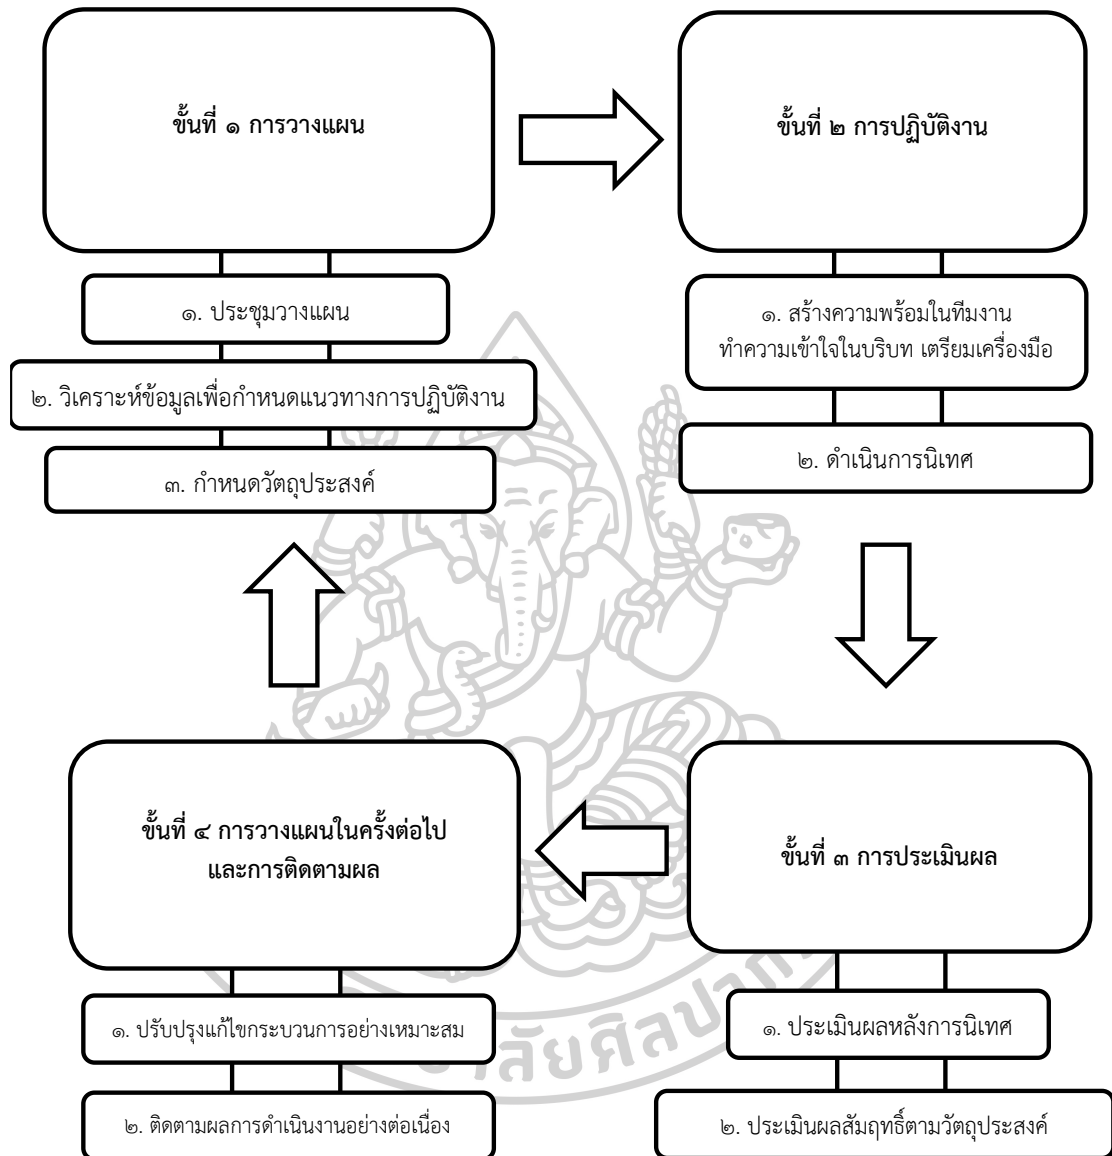 ขั้นที่ ๑ การวางแผน
๑. ประชุมวางแผน
๒. วิเคราะห์ข้อมูลเพื่อกำหนดแนวทางการปฏิบัติงาน
๓. กำหนดวัตถุประสงค์
ขั้นที่ ๒ การปฏิบัติงาน
๑. สร้างความพร้อมในทีมงาน
ทำความเข้าใจในบริบท เตรียมเครื่องมือ
๒. ดำเนินการนิเทศ
ขั้นที่ ๓ การประเมินผล
๑. ประเมินผลหลังการนิเทศ
๒. ประเมินผลสัมฤทธิ์ตามวัตถุประสงค์
ขั้นที่ ๔ การวางแผนในครั้งต่อไป
และการติดตามผล
๑. ปรับปรุงแก้ไขกระบวนการอย่างเหมาะสม
๒. ติดตามผลการดำเนินงานอย่างต่อเนื่อง